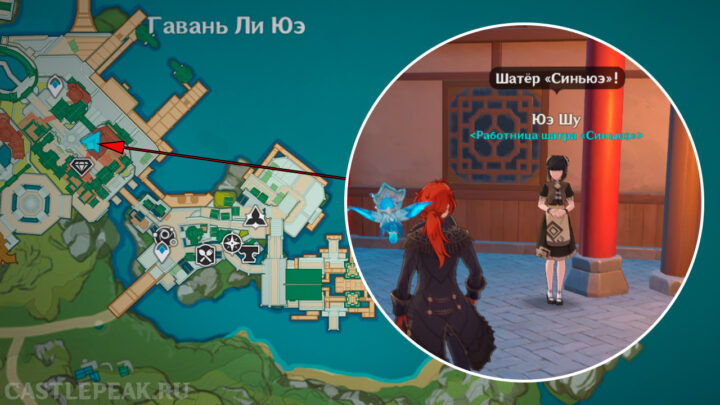 Гавань Ли Юэ
Шатёр «Синьюэ»!
Юэ Шу
<Работница шатра «Синьюэ»>
CASTLEPEAK.RU